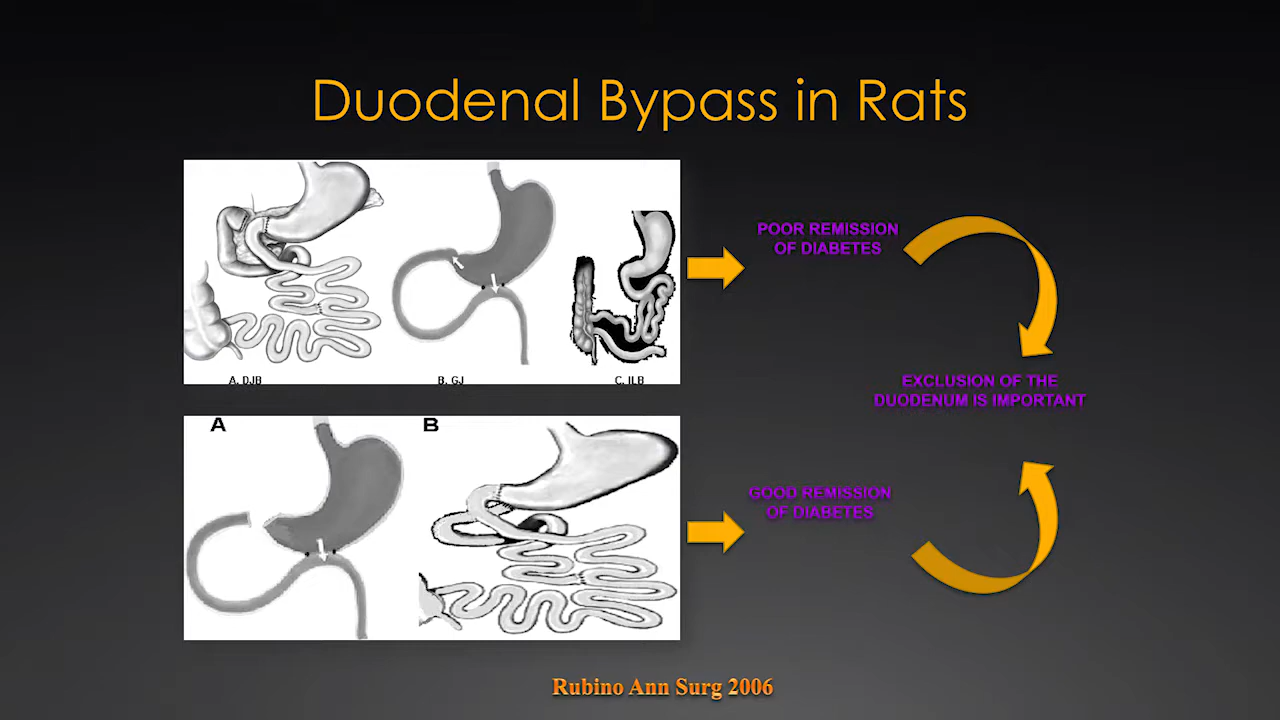 Duodenal Bypass in Rats
A. DJB
B. GJ
C. ILB
POOR REMISSION
OF DIABETES
EXCLUSION OF THE
DUODENUM IS IMPORTANT
A
B
GOOD REMISSION
OF DIABETES
Rubino Ann Surg 2006